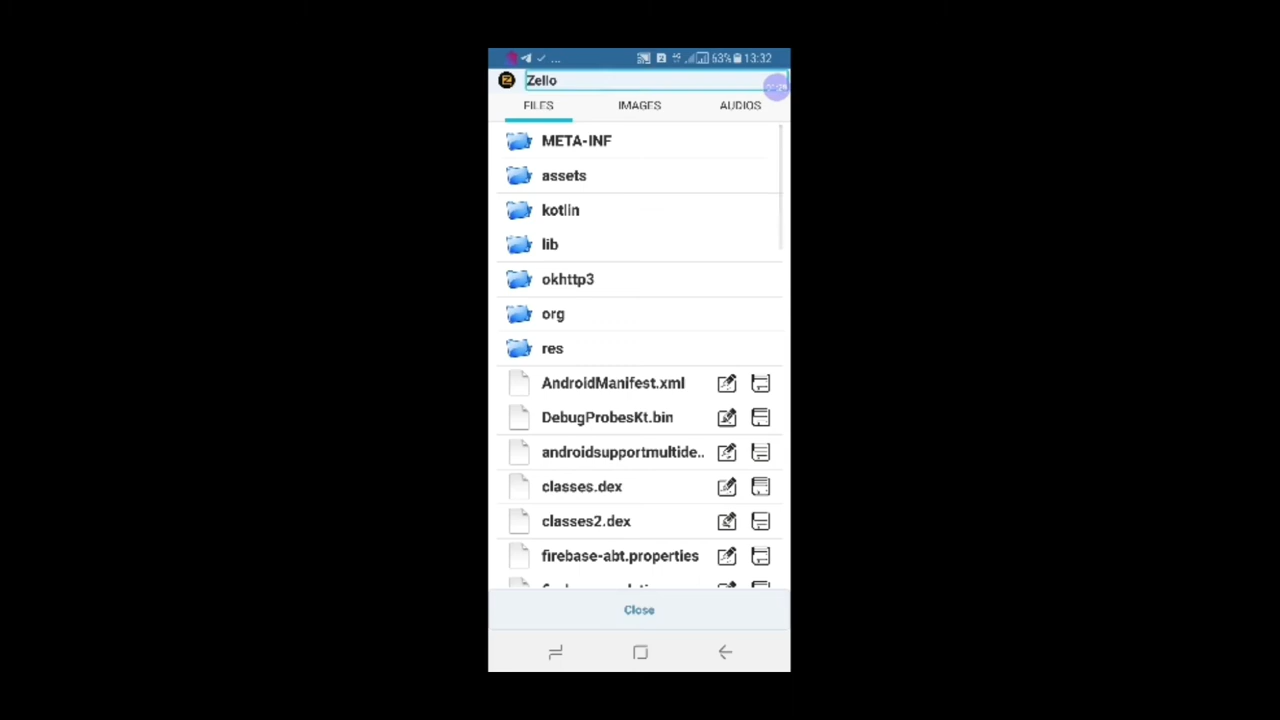 ... 53% 13:32
Zello
FILES IMAGES AUDIOS
META-INF
assets
kotlin
lib
okhttp3
org
res
AndroidManifest.xml
DebugProbesKt.bin
androidsupportmultide..
classes.dex
classes2.dex
firebase-abt.properties
Close